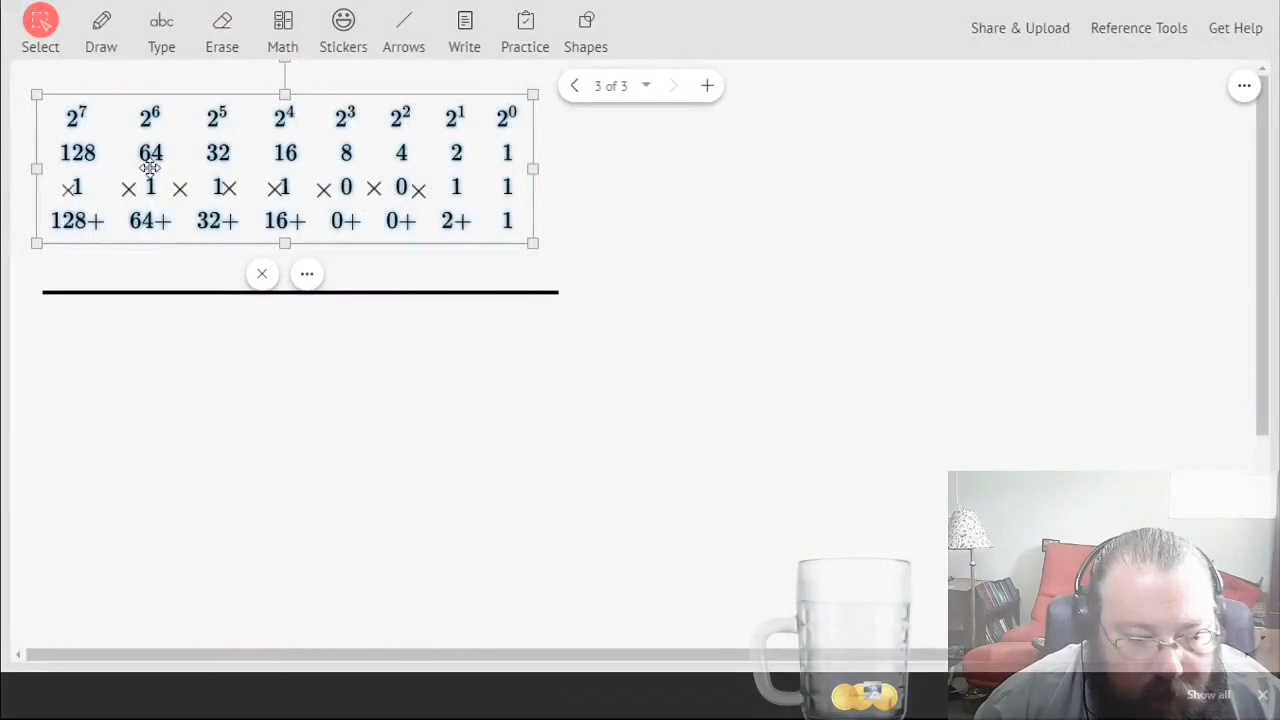 Select Draw Type Erase Math Stickers Arrows Write Practice Shapes Share & Upload Reference Tools Get Help
abc
3 of 3
2⁷ 2⁶ 2⁵ 2⁴ 2³ 2² 2¹ 2⁰
128 64 32 16 8 4 2 1
×1 × 1 × 1× ×1 × 0 × 0 × 1 1
128+ 64+ 32+ 16+ 0+ 0+ 2+ 1
Show all